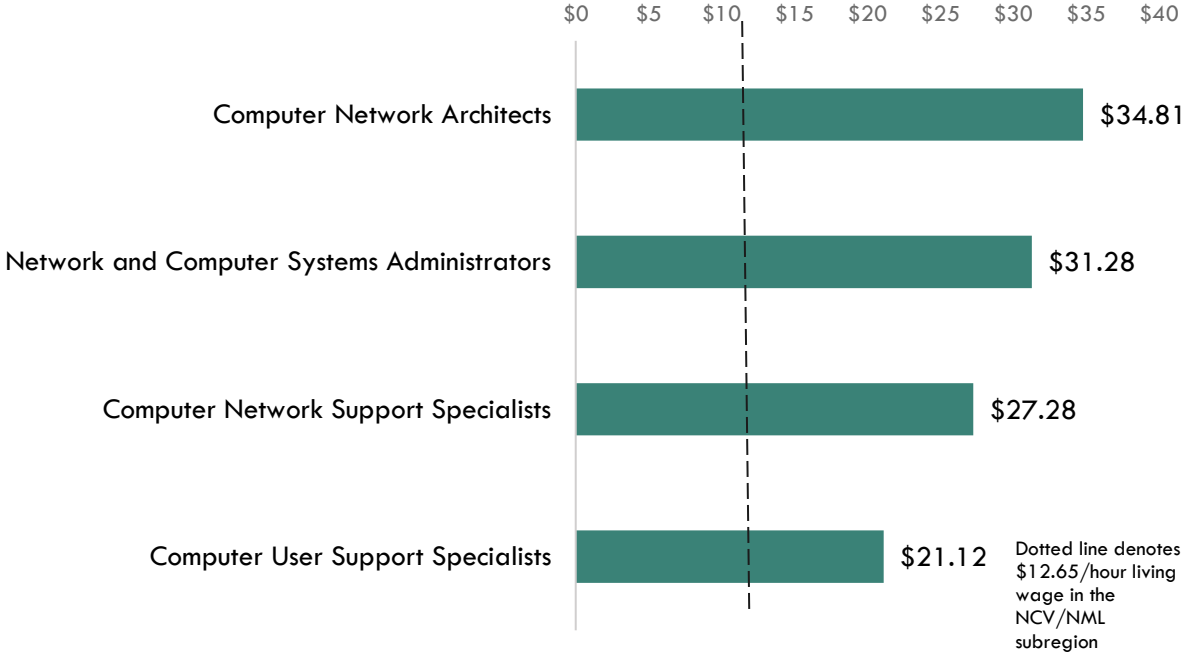 $0 $5 $10 $15 $20 $25 $30 $35 $40
Computer Network Architects $34.81
Network and Computer Systems Administrators $31.28
Computer Network Support Specialists $27.28
Computer User Support Specialists $21.12
Dotted line denotes
$12.65/hour living
wage in the
NCV/NML
subregion